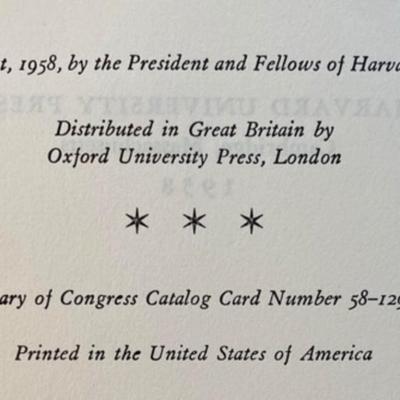 t, 1958, by the President and Fellows of Harva
Distributed in Great Britain by
Oxford University Press, London
* * *
ary of Congress Catalog Card Number 58-129
Printed in the United States of America